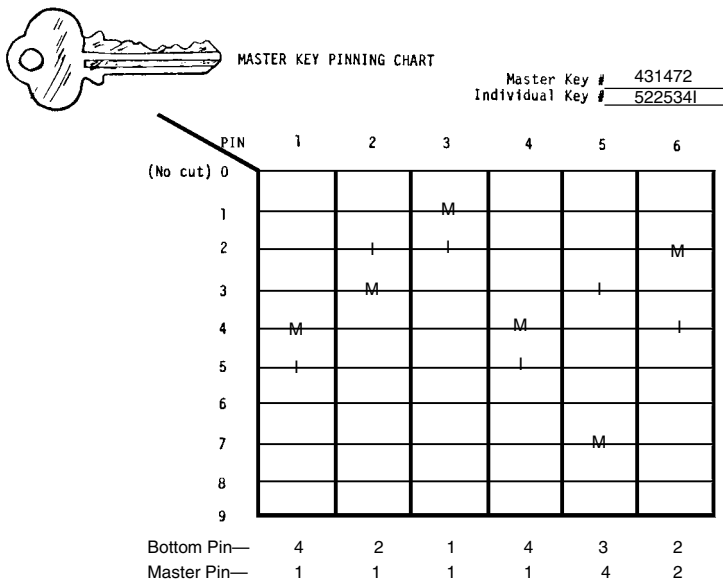 MASTER KEY PINNING CHART
Master Key # 431472
Individual Key # 522534I
PIN 1 2 3 4 5 6
(No cut) 0
1 M
2 I I M
3 M I
4 M M I
5 I I
6
7 M
8
9
Bottom Pin— 4 2 1 4 3 2
Master Pin— 1 1 1 1 4 2